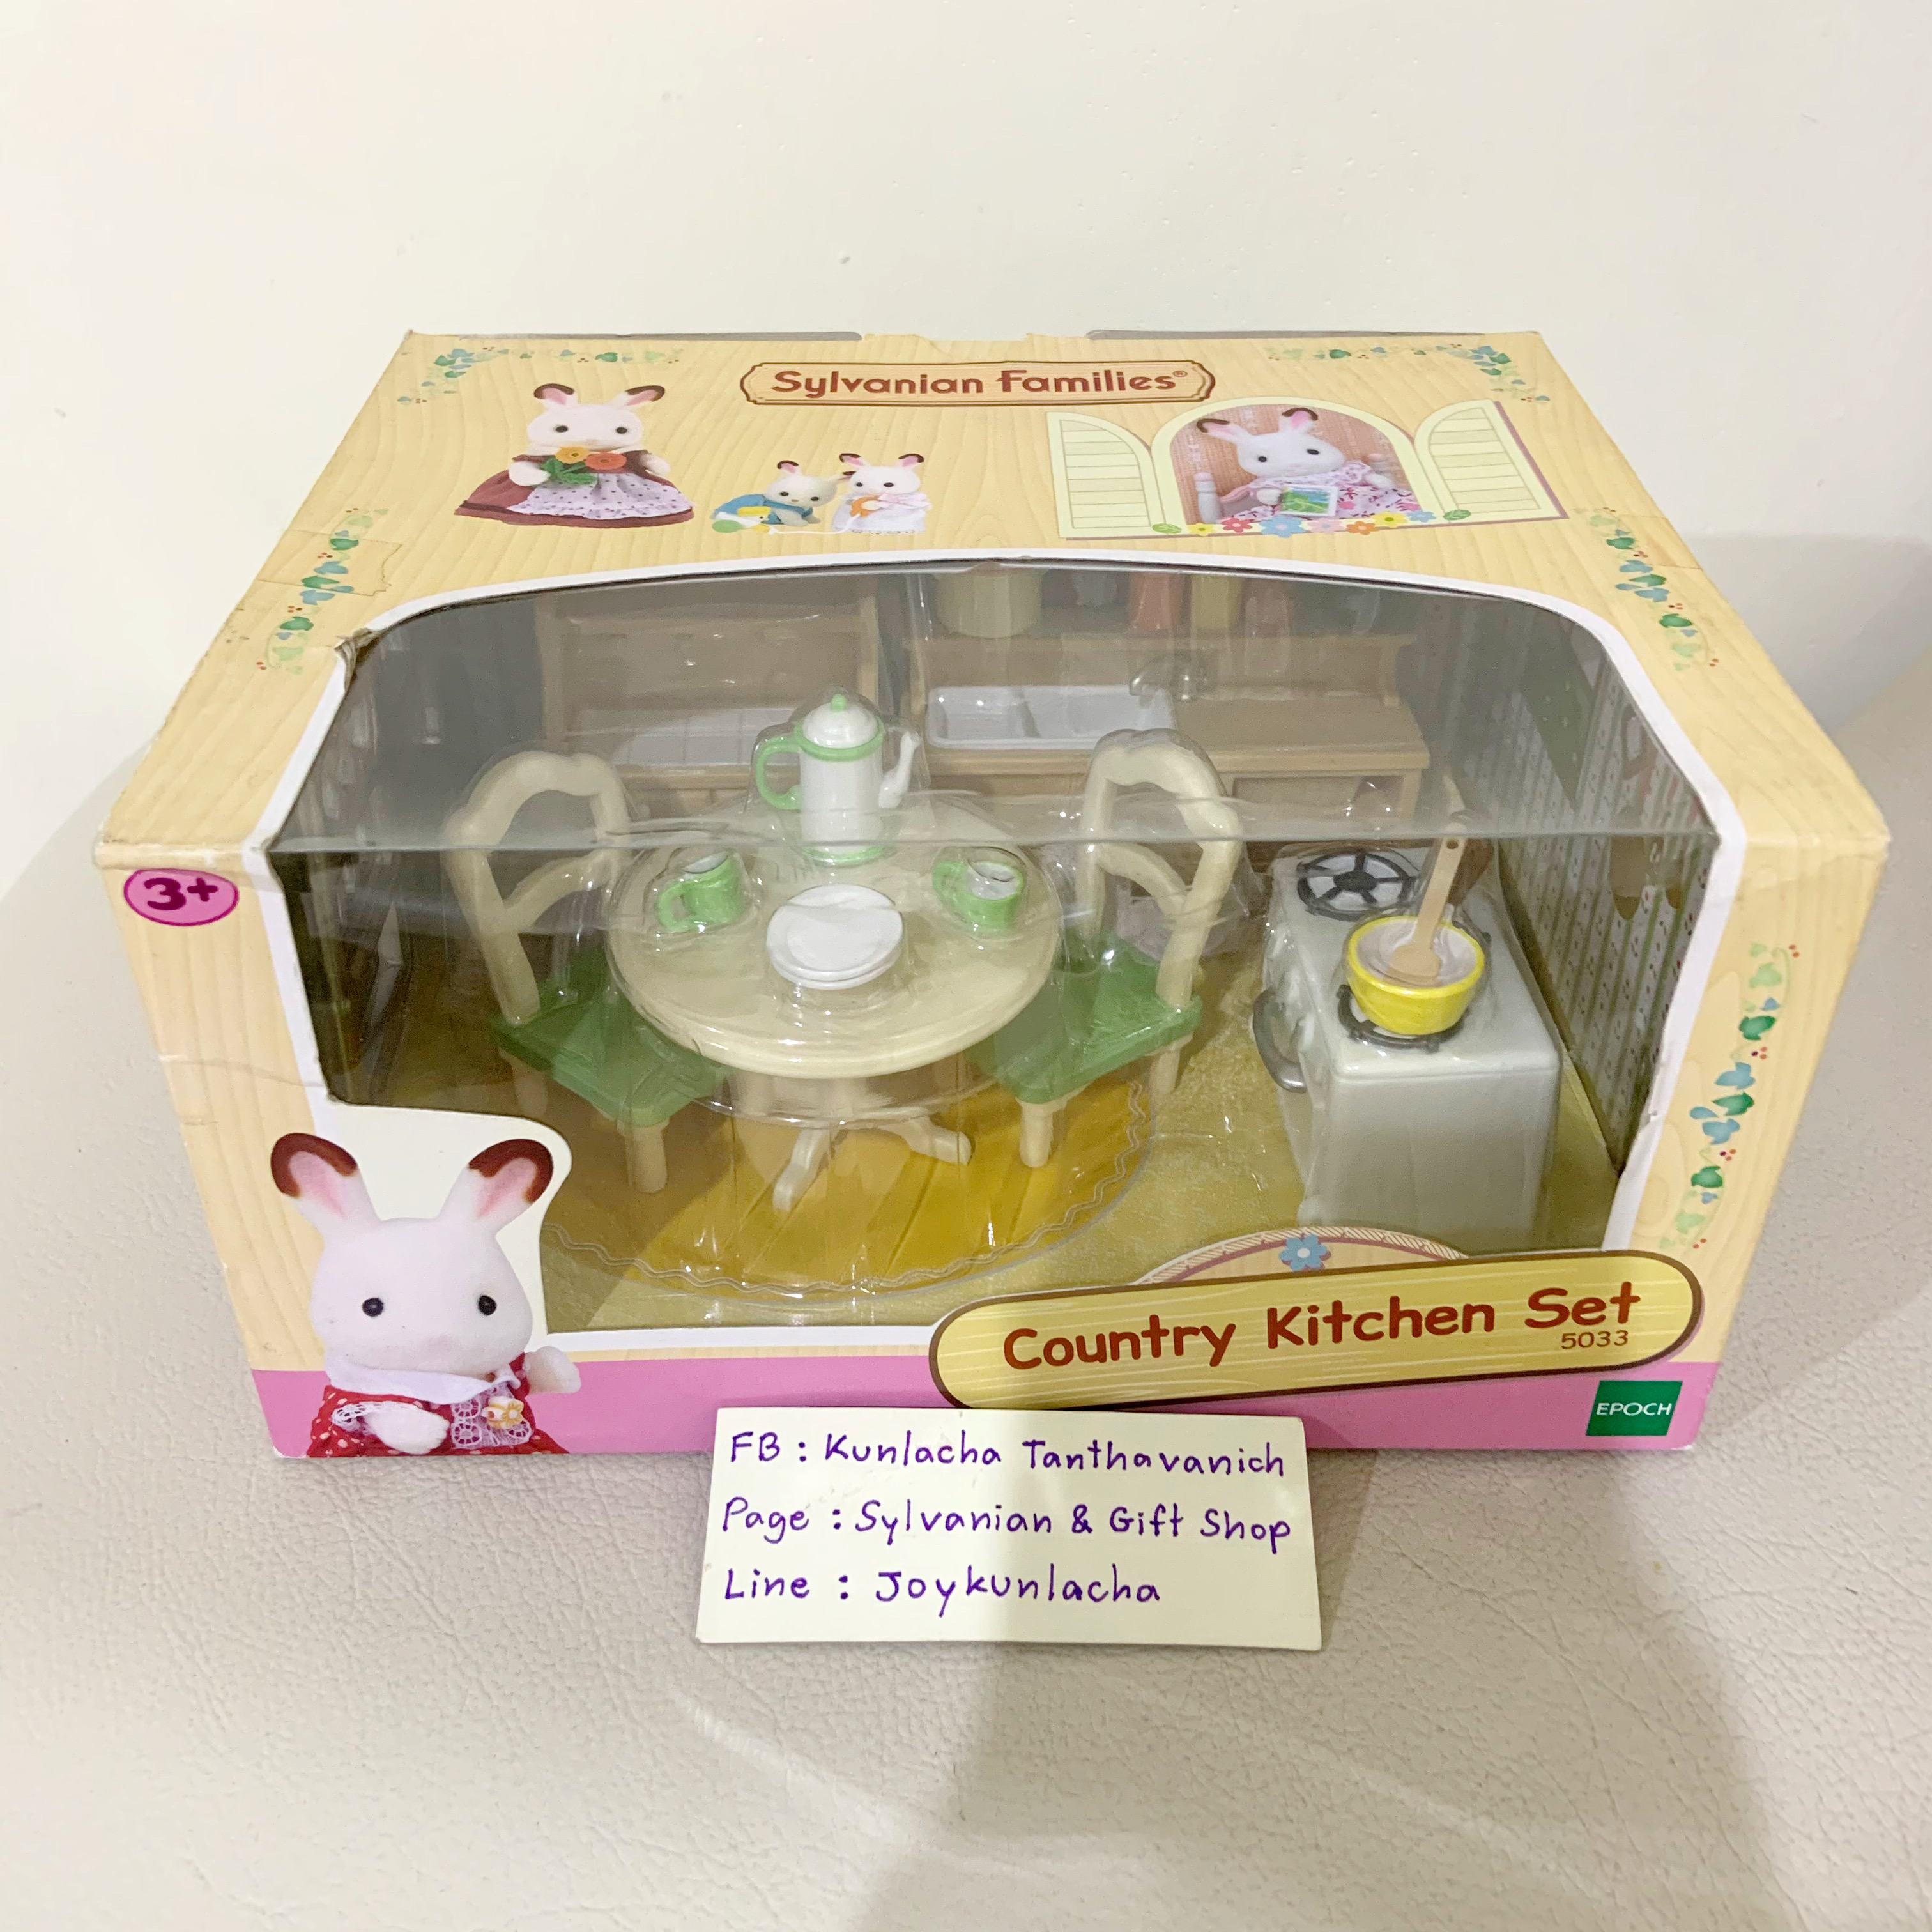 Sylvanian Families®
3+
Country Kitchen Set
5033
EPOCH
FB : Kunlacha Tanthavanich
Page : Sylvanian & Gift Shop
Line : Joykunlacha